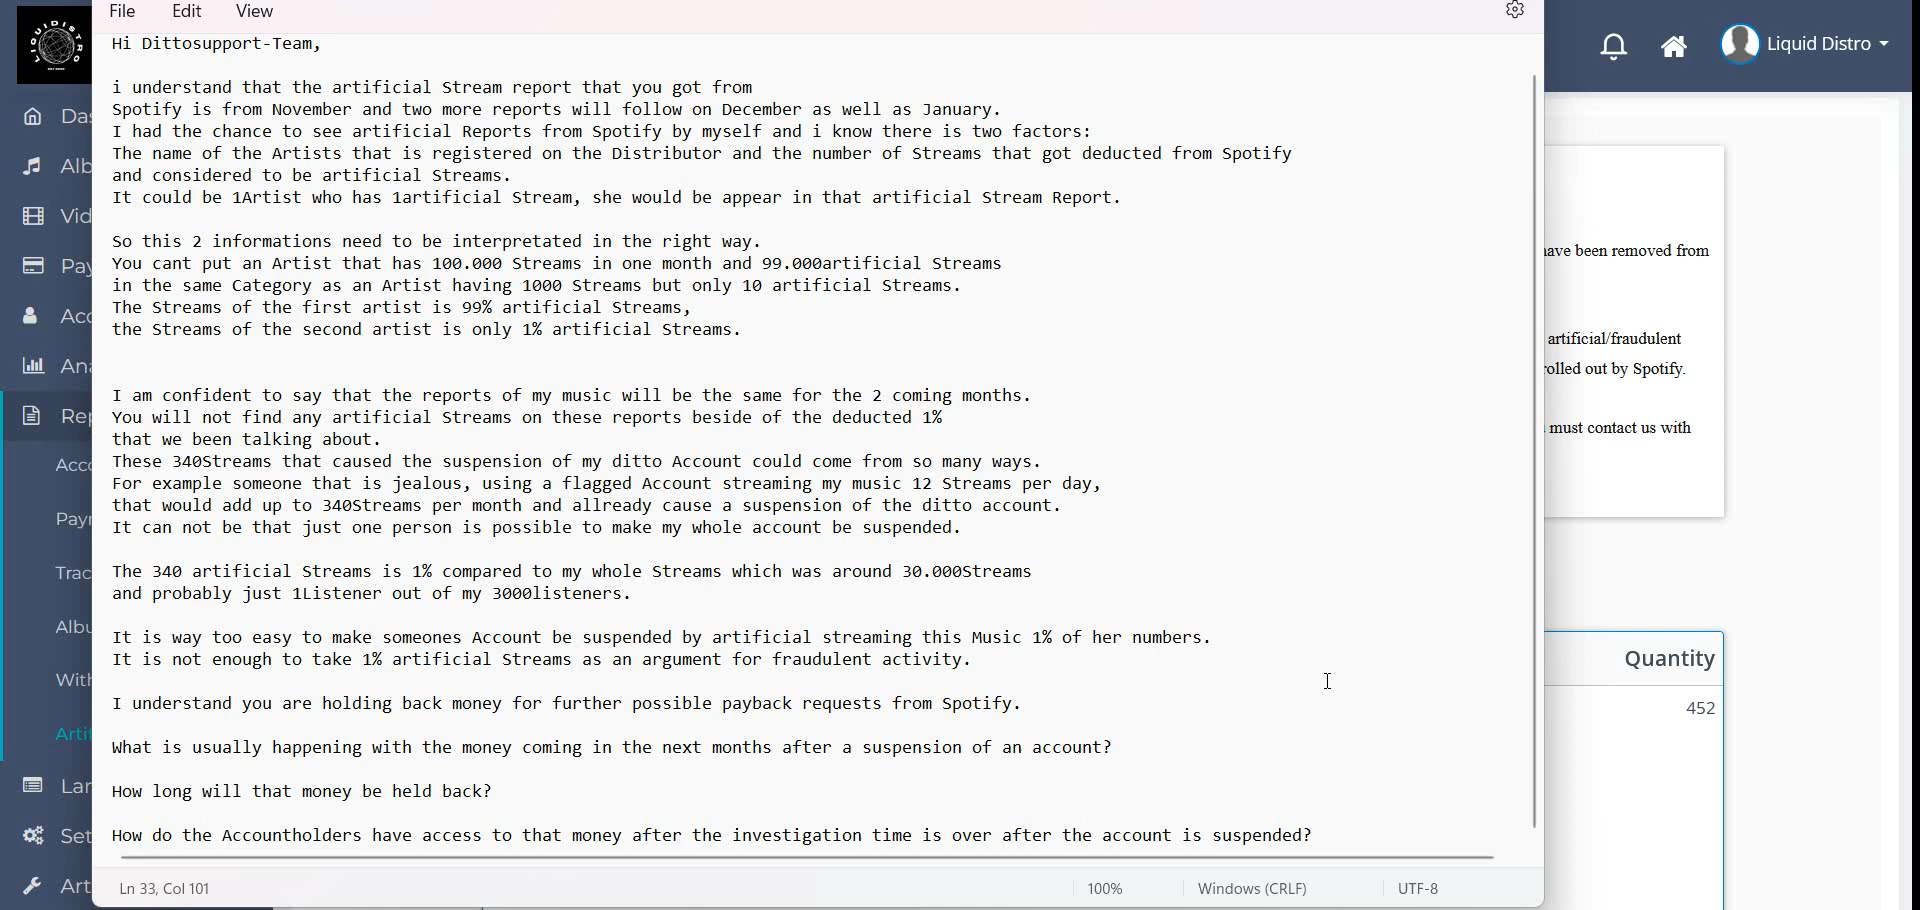 File Edit View
Hi Dittosupport-Team,
i understand that the artificial Stream report that you got from
Spotify is from November and two more reports will follow on December as well as January.
I had the chance to see artificial Reports from Spotify by myself and i know there is two factors:
The name of the Artists that is registered on the Distributor and the number of Streams that got deducted from Spotify
and considered to be artificial Streams.
It could be 1Artist who has 1artificial Stream, she would be appear in that artificial Stream Report.
So this 2 informations need to be interpretated in the right way.
You cant put an Artist that has 100.000 Streams in one month and 99.000artificial Streams
in the same Category as an Artist having 1000 Streams but only 10 artificial Streams.
The Streams of the first artist is 99% artificial Streams,
the Streams of the second artist is only 1% artificial Streams.
I am confident to say that the reports of my music will be the same for the 2 coming months.
You will not find any artificial Streams on these reports beside of the deducted 1%
that we been talking about.
These 340Streams that caused the suspension of my ditto Account could come from so many ways.
For example someone that is jealous, using a flagged Account streaming my music 12 Streams per day,
that would add up to 340Streams per month and allready cause a suspension of the ditto account.
It can not be that just one person is possible to make my whole account be suspended.
The 340 artificial Streams is 1% compared to my whole Streams which was around 30.000Streams
and probably just 1Listener out of my 3000listeners.
It is way too easy to make someones Account be suspended by artificial streaming this Music 1% of her numbers.
It is not enough to take 1% artificial Streams as an argument for fraudulent activity.
I understand you are holding back money for further possible payback requests from Spotify.
What is usually happening with the money coming in the next months after a suspension of an account?
How long will that money be held back?
How do the Accountholders have access to that money after the investigation time is over after the account is suspended?
Ln 33, Col 101
100%
Windows (CRLF)
UTF-8
LIQUIDISTRO
Das
Alb
Vid
Pay
Acc
Ana
Rep
Acco
Payr
Trac
Albu
With
Arti
Lar
Set
Art
Liquid Distro
have been removed from
artificial/fraudulent
rolled out by Spotify.
must contact us with
Quantity
452